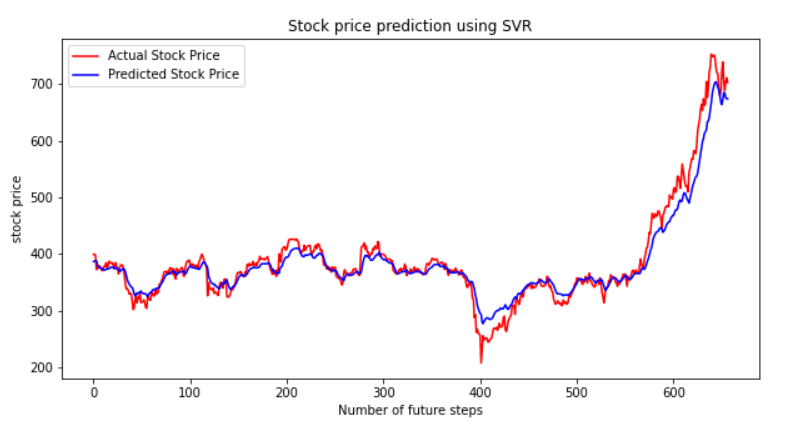 Stock price prediction using SVR
Actual Stock Price
Predicted Stock Price
700
600
500
400
300
200
stock price
0 100 200 300 400 500 600
Number of future steps